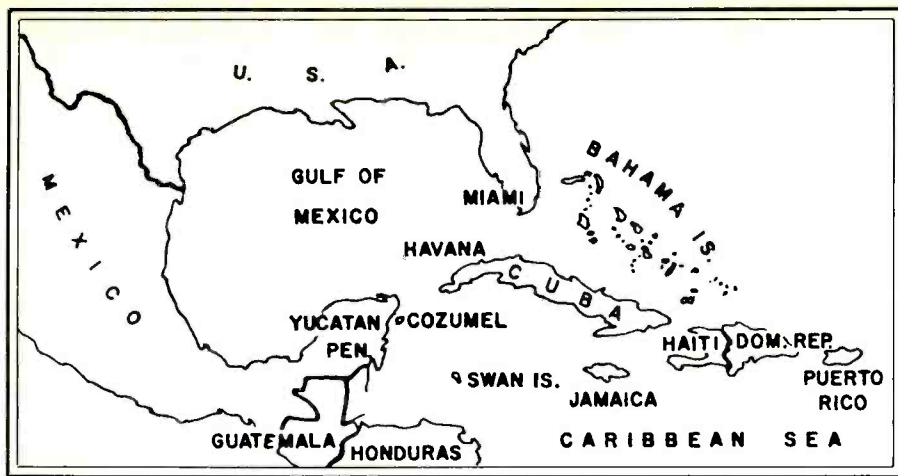 U. S. A.
MEXICO
GULF OF
MEXICO
MIAMI
BAHAMA IS.
HAVANA
CUBA
YUCATAN
PEN.
COZUMEL
HAITI
DOM. REP.
SWAN IS.
JAMAICA
PUERTO
RICO
GUATEMALA
HONDURAS
CARIBBEAN SEA